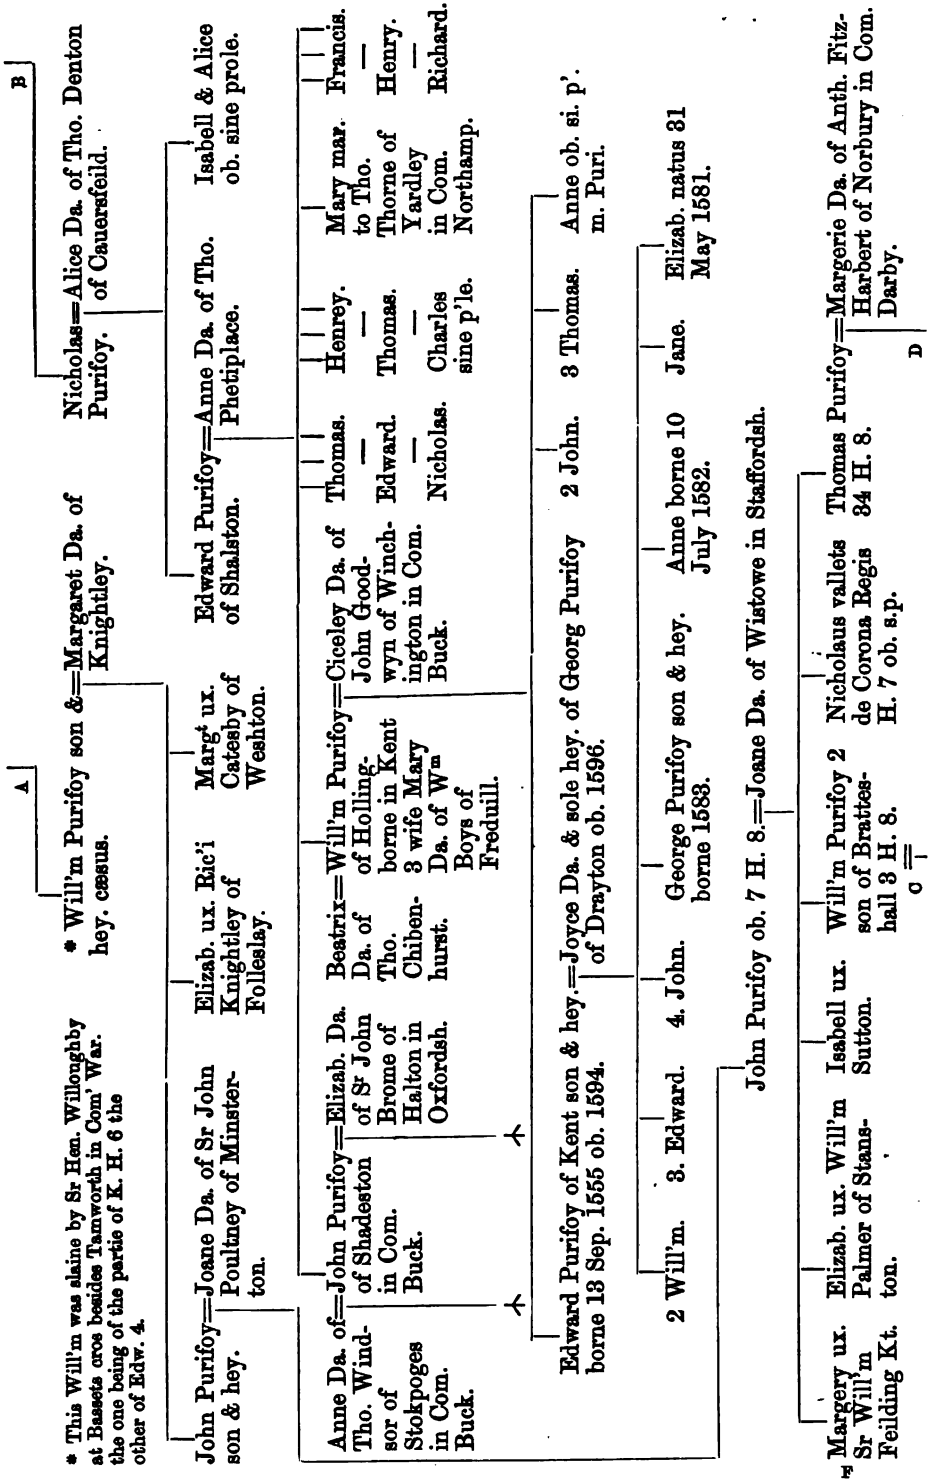 A
B
* This Will'm was slaine by Sr Hen. Willoughby
at Bassets cros besides Tamworth in Com' War.
the one being of the partie of K. H. 6 the
other of Edw. 4.
* Will'm Purifoy son &=Margaret Da. of
hey. cæsus.
Knightley.
Nicholas=Alice Da. of Tho. Denton
Purifoy.
of Cauersfeild.
John Purifoy=Joane Da. of Sr John
son & hey.
Poultney of Minster-
ton.
Elizab. ux. Ric'i
Knightley of
Folleslay.
Margt ux.
Catesby of
Weshton.
Edward Purifoy=Anne Da. of Tho.
of Shalston.
Phetiplace.
Isabell & Alice
ob. sine prole.
Anne Da. of=John Purifoy=Elizab. Da.
Tho. Wind-
sor of
Stokpoges
in Com.
Buck.
of Shadeston
in Com.
Buck.
of Sr John
Brome of
Halton in
Oxfordsh.
Beatrix=Will'm Purifoy=Ciceley Da. of
Da. of
Tho.
Chiben-
hurst.
of Holling-
borne in Kent
3 wife Mary
Da. of Wm
Boys of
Freduill.
John Good-
wyn of Winch-
ington in Com.
Buck.
Thomas.
—
Edward.
—
Nicholas.
Henrey.
—
Thomas.
—
Charles
sine p'le.
Mary mar.
to Tho.
Thorne of
Yardley
in Com.
Northamp.
Francis.
—
Henry.
—
Richard.
Edward Purifoy of Kent son & hey.=Joyce Da. & sole hey. of Georg Purifoy
borne 13 Sep. 1555 ob. 1594.
of Drayton ob. 1596.
2 John.
3 Thomas.
Anne ob. si. p'.
m. Puri.
2 Will'm.
3. Edward.
4. John.
George Purifoy son & hey.
borne 1583.
Anne borne 10
July 1582.
Jane.
Elizab. natus 31
May 1581.
John Purifoy ob. 7 H. 8.=Joane Da. of Wistowe in Staffordsh.
Margery ux.
Sr Will'm
Feilding Kt.
Elizab. ux. Will'm
Palmer of Stans-
ton.
Isabell ux.
Sutton.
Will'm Purifoy 2
son of Brattes-
hall 3 H. 8.
C
Nicholaus vallets
de Corona Regis
H. 7 ob. s.p.
Thomas Purifoy=Margerie Da. of Anth. Fitz-
34 H. 8.
Harbert of Norbury in Com.
Darby.
D